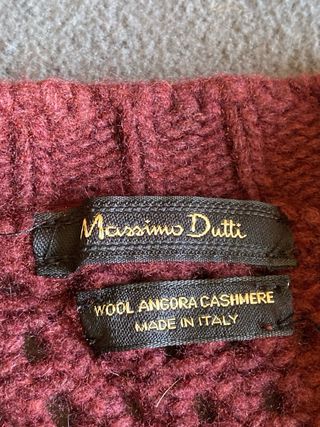 Massimo Dutti
WOOL ANGORA CASHMERE
MADE IN ITALY